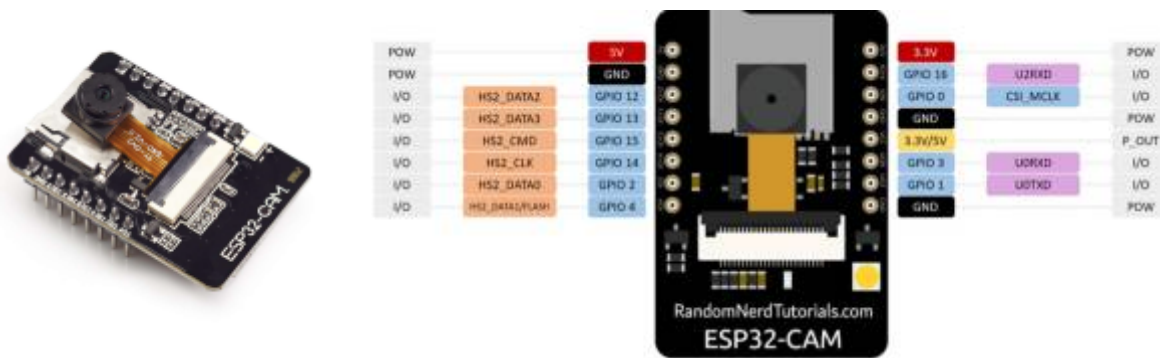 POW 5V 3.3V POW
POW GND GPIO 16 U2RXD I/O
I/O HS2_DATA2 GPIO 12 GPIO 0 CSI_MCLK I/O
I/O HS2_DATA3 GPIO 13 GND POW
I/O HS2_CMD GPIO 15 3.3V/5V P_OUT
I/O HS2_CLK GPIO 14 GPIO 3 U0RXD I/O
I/O HS2_DATA0 GPIO 2 GPIO 1 U0TXD I/O
I/O HS2_DATA1/FLASH GPIO 4 GND POW
ESP32-CAM
RandomNerdTutorials.com
ESP32-CAM